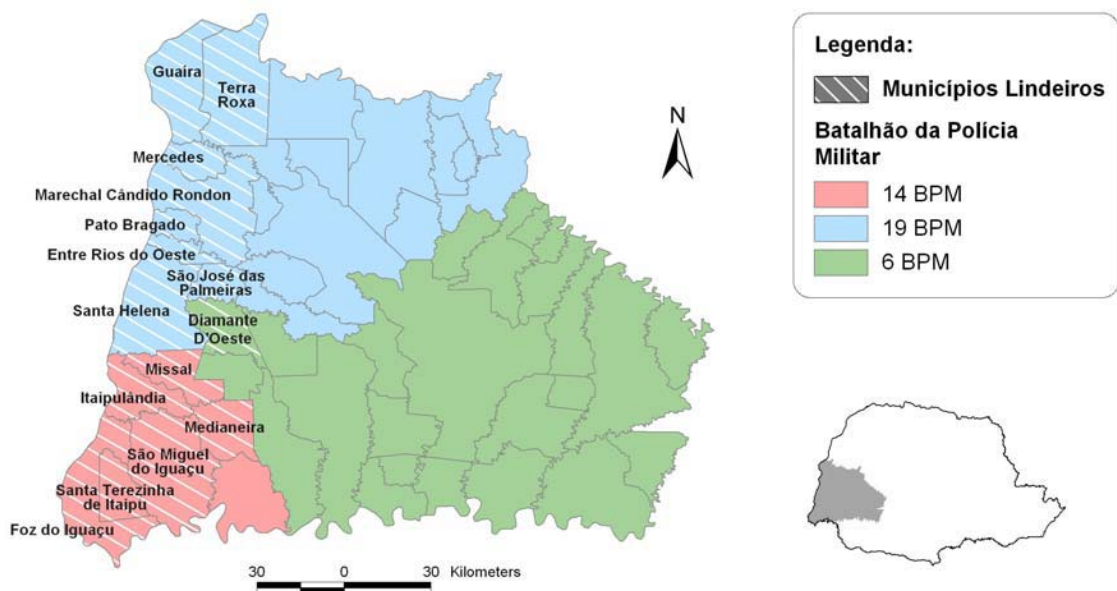 Guaíra
Terra
Roxa
Mercedes
Marechal Cândido Rondon
Pato Bragado
Entre Rios do Oeste
São José das
Palmeiras
Santa Helena
Diamante
D'Oeste
Missal
Itaipulândia
Medianeira
São Miguel
do Iguaçu
Santa Terezinha
de Itaipú
Foz do Iguaçu
N
30 0 30 Kilometers
Legenda:
Municípios Lindeiros
Batalhão da Polícia
Militar
14 BPM
19 BPM
6 BPM